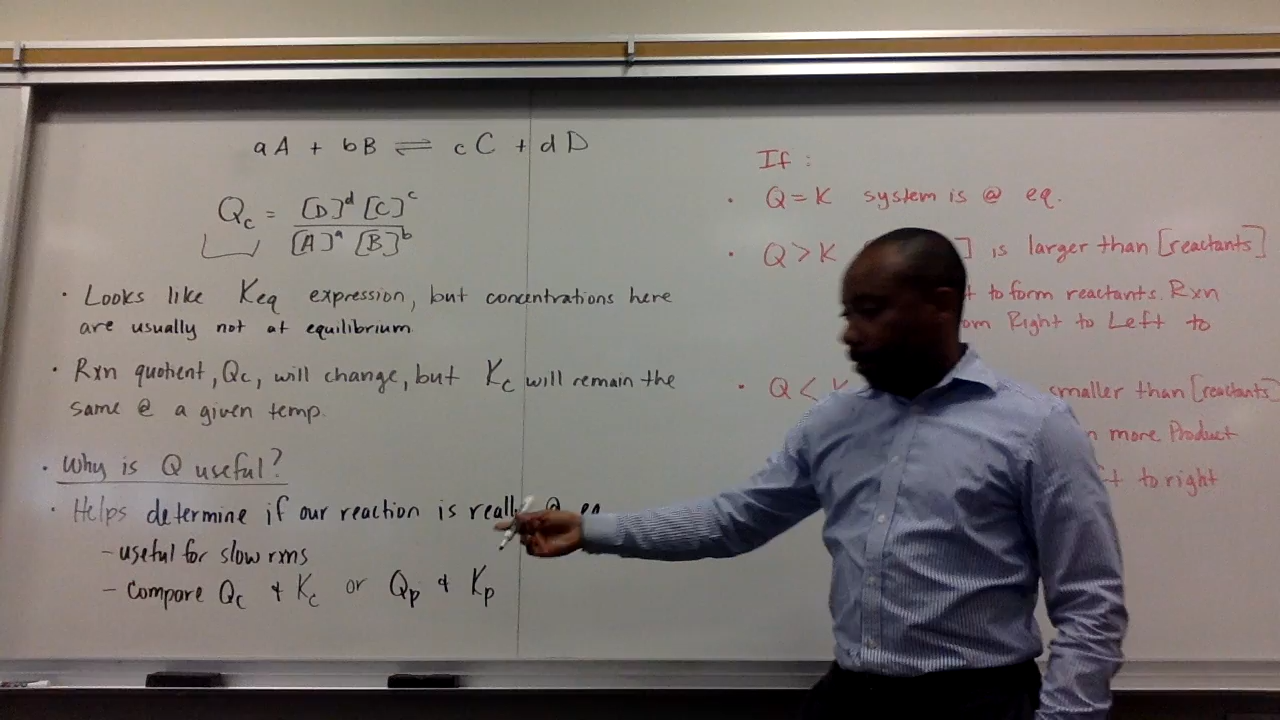 aA + bB ⇌ cC + dD
Qc = [D]^d [C]^c / [A]^a [B]^b
· Looks like Keq expression, but concentrations here
are usually not at equilibrium
· Rxn quotient, Qc, will change, but Kc will remain the
same @ a given temp.
· Why is Q useful?
· Helps determine if our reaction is really @ eq
- useful for slow rxns
- Compare Qc & Kc or Qp & Kp
If :
· Q=K system is @ eq.
· Q>K ] is larger than [reactants]
to form reactants. Rxn
Right to Left to
· Q< smaller than [reactants]
more Product
to right